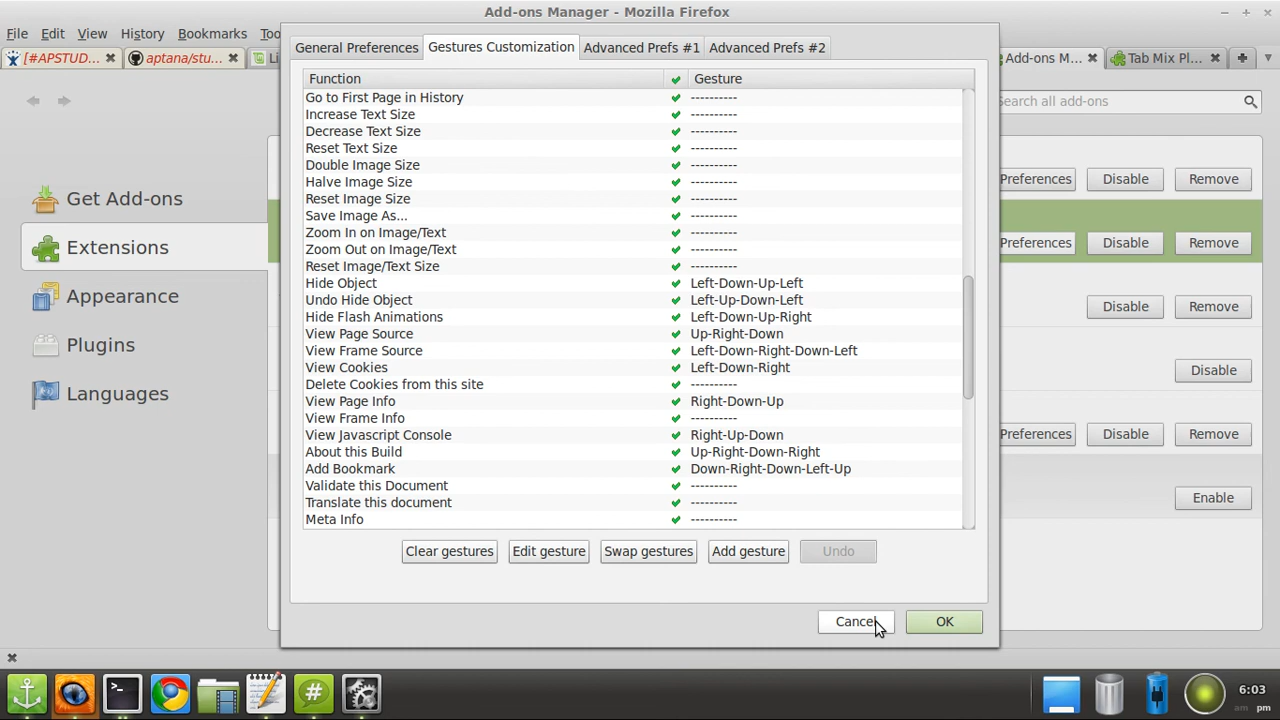 Add-ons Manager - Mozilla Firefox
File Edit View History Bookmarks Too
[#APSTUD... aptana/stu... Li
Add-ons M... Tab Mix Pl...
General Preferences Gestures Customization Advanced Prefs #1 Advanced Prefs #2
Search all add-ons
Get Add-ons
Extensions
Appearance
Plugins
Languages
Function Gesture
Go to First Page in History ----------
Increase Text Size ----------
Decrease Text Size ----------
Reset Text Size ----------
Double Image Size ----------
Halve Image Size ----------
Reset Image Size ----------
Save Image As... ----------
Zoom In on Image/Text ----------
Zoom Out on Image/Text ----------
Reset Image/Text Size ----------
Hide Object Left-Down-Up-Left
Undo Hide Object Left-Up-Down-Left
Hide Flash Animations Left-Down-Up-Right
View Page Source Up-Right-Down
View Frame Source Left-Down-Right-Down-Left
View Cookies Left-Down-Right
Delete Cookies from this site ----------
View Page Info Right-Down-Up
View Frame Info ----------
View Javascript Console Right-Up-Down
About this Build Up-Right-Down-Right
Add Bookmark Down-Right-Down-Left-Up
Validate this Document ----------
Translate this document ----------
Meta Info ----------
Clear gestures Edit gesture Swap gestures Add gesture Undo
Cancel OK
Preferences Disable Remove
Preferences Disable Remove
Disable Remove
Disable
Preferences Disable Remove
Enable
6:03
am pm